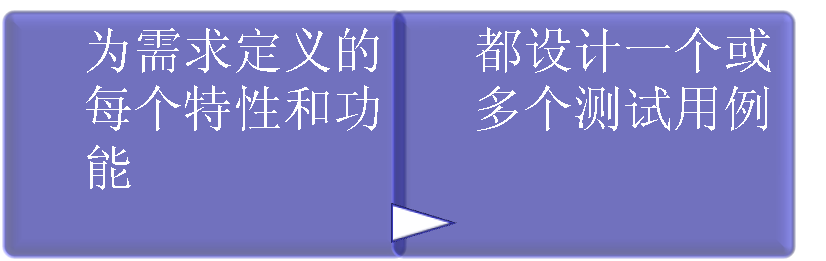 为需求定义的
每个特性和功
能
都设计一个或
多个测试用例